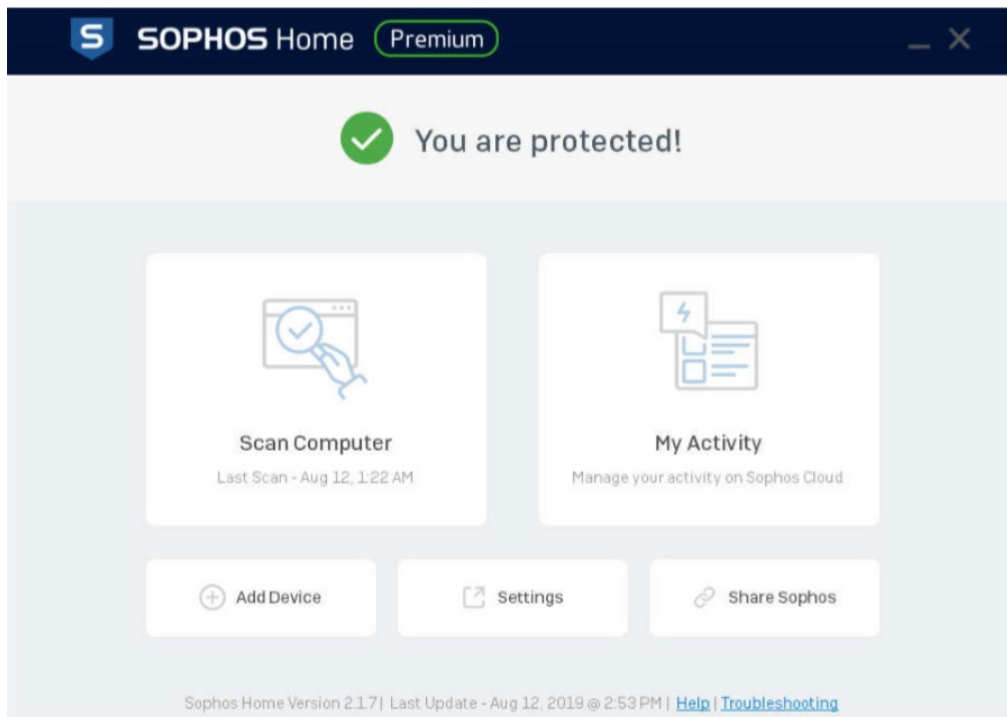 S SOPHOS Home Premium
You are protected!
Scan Computer
Last Scan - Aug 12, 1:22 AM
My Activity
Manage your activity on Sophos Cloud
Add Device
Settings
Share Sophos
Sophos Home Version 2.1.7 | Last Update - Aug 12, 2019 @ 2:53 PM | Help | Troubleshooting